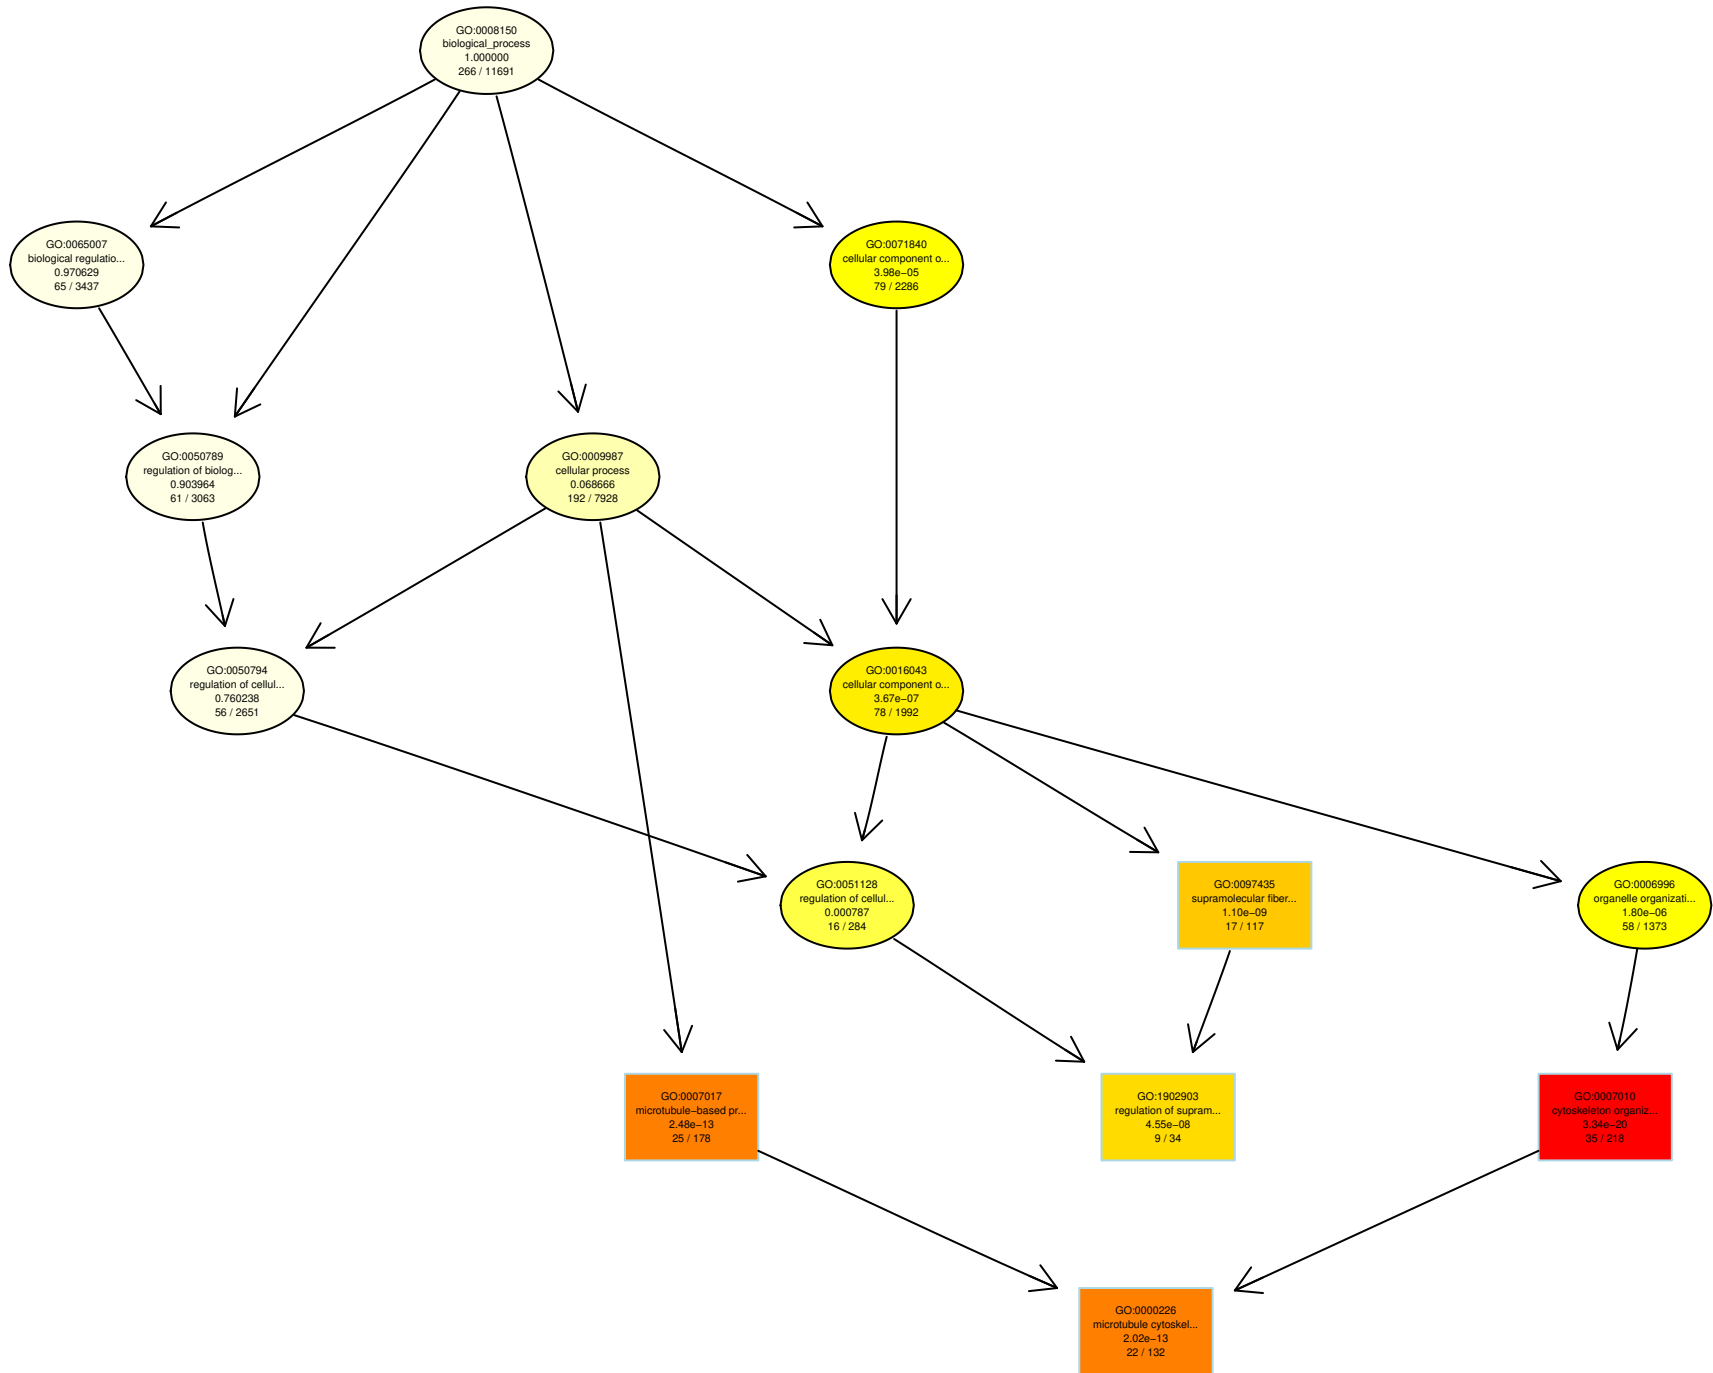 GO:0008150
biological_process
1.000000
266 / 11691
GO:0065007
biological regulatio...
0.970629
65 / 3437
GO:0071840
cellular component o...
3.98e−05
79 / 2286
GO:0050789
regulation of biolog...
0.903964
61 / 3063
GO:0009987
cellular process
0.068666
192 / 7928
GO:0050794
regulation of cellul...
0.760238
56 / 2651
GO:0016043
cellular component o...
3.67e−07
78 / 1992
GO:0051128
regulation of cellul...
0.000787
16 / 284
GO:0097435
supramolecular fiber...
1.10e−09
17 / 117
GO:0006996
organelle organizati...
1.80e−06
58 / 1373
GO:0007017
microtubule−based pr...
2.48e−13
25 / 178
GO:1902903
regulation of supram...
4.55e−08
9 / 34
GO:0007010
cytoskeleton organiz...
3.34e−20
35 / 218
GO:0000226
microtubule cytoskel...
2.02e−13
22 / 132